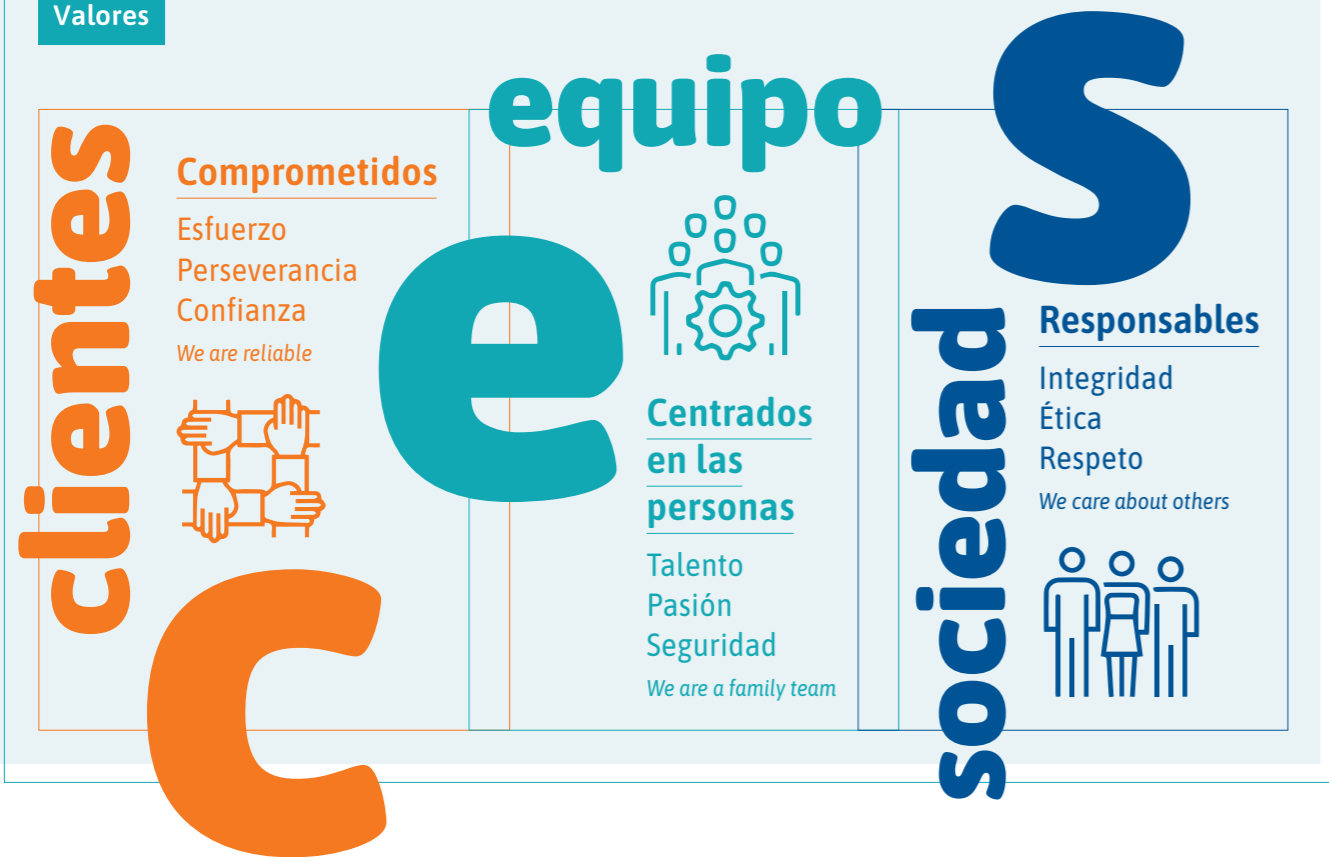 Valores
clientes
Comprometidos
Esfuerzo
Perseverancia
Confianza
We are reliable
c
equipo
e
Centrados
en las
personas
Talento
Pasión
Seguridad
We are a family team
s
sociedad
Responsables
Integridad
Ética
Respeto
We care about others